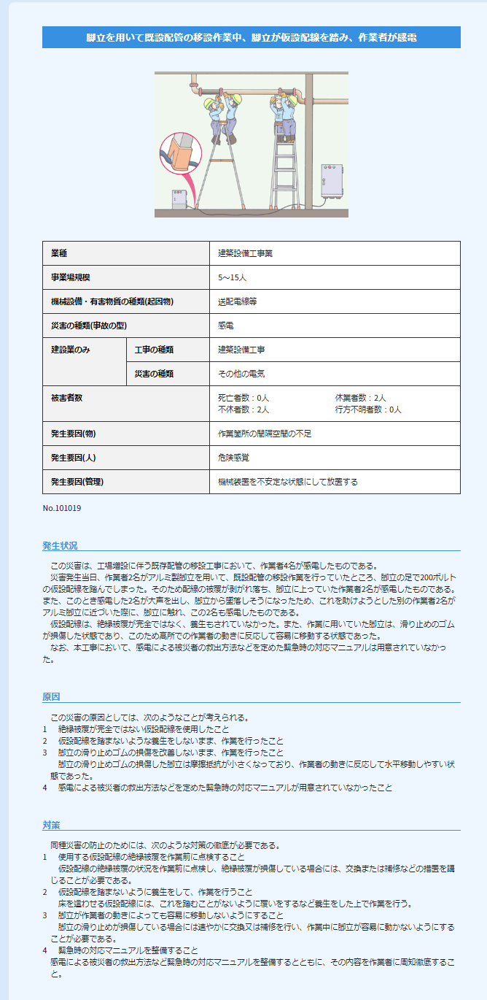 脚立を用いて既設配管の移設作業中、脚立が仮設配線を踏み、作業者が感電
業種
建築設備工事業
事業場規模
5～15人
機械設備・有害物質の種類(起因物)
送配電線等
災害の種類(事故の型)
感電
建設業のみ
工事の種類
建築設備工事
災害の種類
その他の電気
被害者数
死亡者数：0人
休業者数：2人
不休者数：2人
行方不明者数：0人
発生要因(物)
作業箇所の間隔空間の不足
発生要因(人)
危険感覚
発生要因(管理)
機械装置を不安定な状態にして放置する
No.101019
発生状況
この災害は、工場増設に伴う既存配管の移設工事において、作業者4名が感電したものである。
災害発生当日、作業者2名がアルミ製脚立を用いて、既設配管の移設作業を行っていたところ、脚立の足で200ボルト
の仮設配線を踏んでしまった。そのため配線の被覆が剥がれ落ち、脚立に上っていた作業者2名が感電したものである。
また、このとき感電した2名が大声を出し、脚立から墜落しそうになったため、これを助けようとした別の作業者2名が
アルミ脚立に近づいた際に、脚立に触れ、この2名も感電したものである。
仮設配線は、絶縁被覆が完全ではなく、養生もされていなかった。また、作業に用いていた脚立は、滑り止めのゴム
が損傷した状態であり、このため高所での作業者の動きに反応して容易に移動する状態であった。
なお、本工事において、感電による被災者の救出方法などを定めた緊急時の対応マニュアルは用意されていなかっ
た。
原因
この災害の原因としては、次のようなことが考えられる。
1 絶縁被覆が完全ではない仮設配線を使用したこと
2 仮設配線を踏まないような養生をしないまま、作業を行ったこと
3 脚立の滑り止めゴムの損傷を改善しないまま、作業を行ったこと
脚立の滑り止めゴムの損傷した脚立は摩擦抵抗が小さくなっており、作業者の動きに反応して水平移動しやすい状
態であった。
4 感電による被災者の救出方法などを定めた緊急時の対応マニュアルが用意されていなかったこと
対策
同種災害の防止のためには、次のような対策の徹底が必要である。
1 使用する仮設配線の絶縁被覆を作業前に点検すること
仮設配線の絶縁被覆の状況を作業前に点検し、絶縁被覆が損傷している場合には、交換または補修などの措置を講
じることが必要である。
2 仮設配線を踏まないように養生をして、作業を行うこと
床を這わせる仮設配線には、これを踏むことがないように覆いをするなど養生をした上で作業を行う。
3 脚立が作業者の動きによっても容易に移動しないようにすること
脚立の滑り止めが損傷している場合には速やかに交換又は補修を行い、作業中に脚立が容易に動かないようにする
ことが必要である。
4 緊急時の対応マニュアルを整備すること
感電による被災者の救出方法など緊急時の対応マニュアルを整備するとともに、その内容を作業者に周知徹底するこ
と。